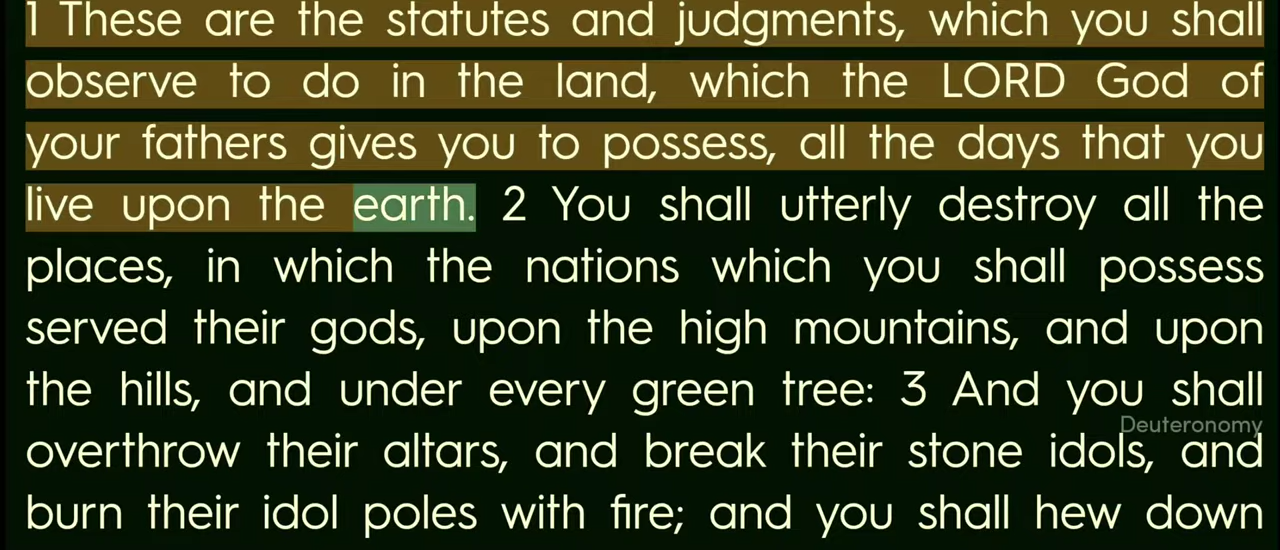 1 These are the statutes and judgments, which you shall
observe to do in the land, which the LORD God of
your fathers gives you to possess, all the days that you
live upon the earth. 2 You shall utterly destroy all the
places, in which the nations which you shall possess
served their gods, upon the high mountains, and upon
the hills, and under every green tree: 3 And you shall
Deuteronomy
overthrow their altars, and break their stone idols, and
burn their idol poles with fire; and you shall hew down